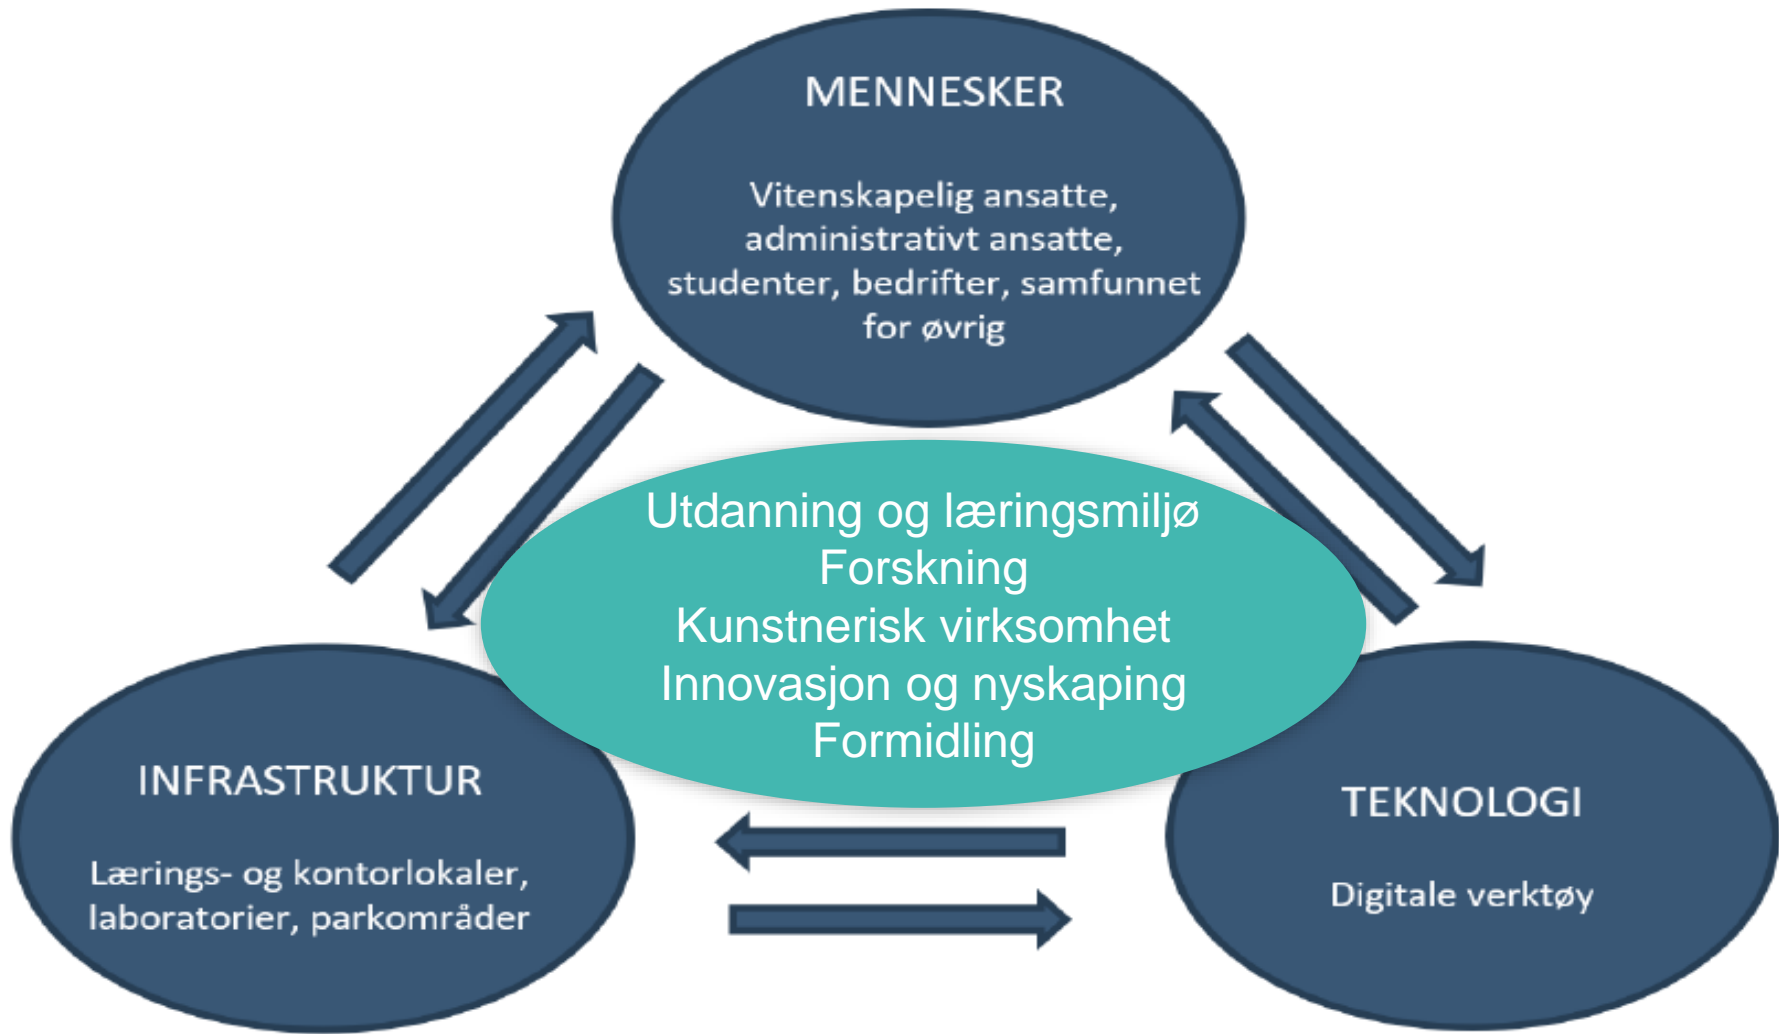 MENNESKER
Vitenskapelig ansatte,
administrativt ansatte,
studenter, bedrifter, samfunnet
for øvrig
Utdanning og læringsmiljø
Forskning
Kunstnerisk virksomhet
Innovasjon og nyskaping
Formidling
INFRASTRUKTUR
Lærings- og kontorlokaler,
laboratorier, parkområder
TEKNOLOGI
Digitale verktøy